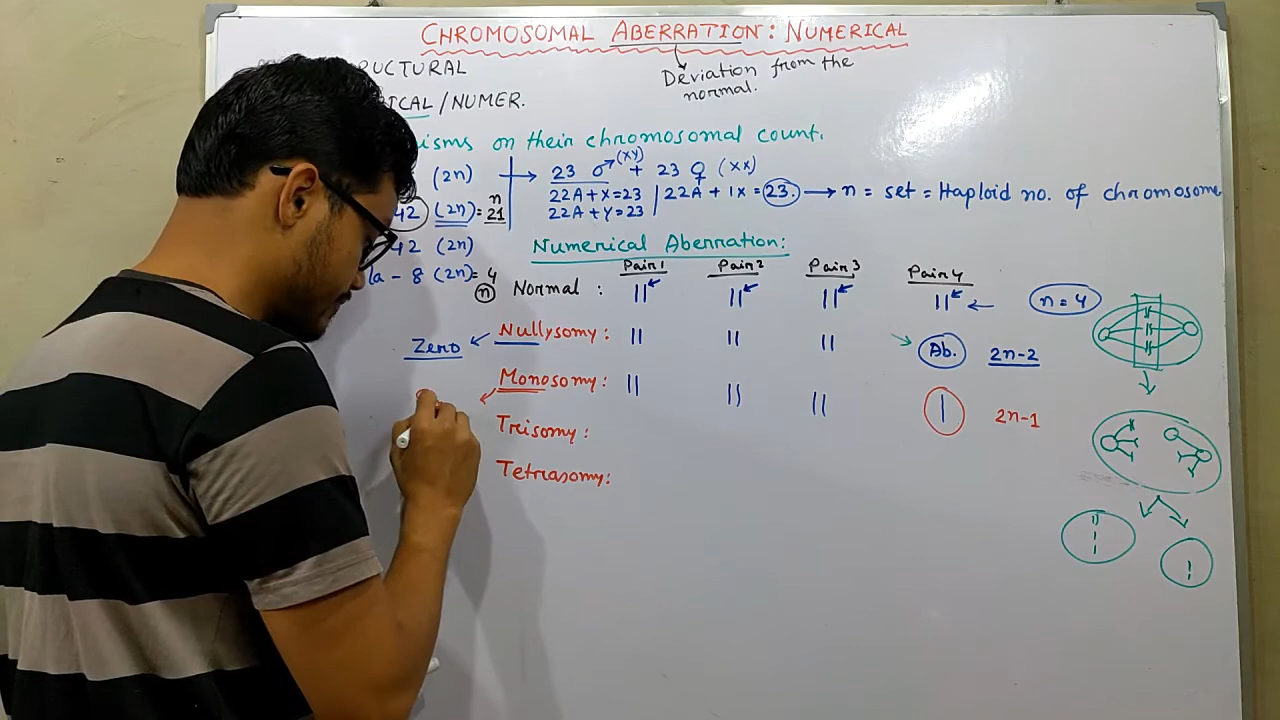 CHROMOSOMAL ABERRATION: NUMERICAL
Deviation from the
normal.
RUCTURAL
ICAL/NUMER.
isms on their chromosomal count.
(2n) → 23 ♂ (XY) + 23 ♀ (XX)
22A+X=23 | 22A + 1X = 23. → n = set = Haploid no. of chromosome
22A+Y=23
42 (2n) = n 21
42 (2n)
la - 8 (2n) = 4 n
Numerical Aberration:
Pair 1 Pair 2 Pair 3 Pair 4
Normal : || || || || ← n = 4
Zero ← Nullysomy: || || || Ab. 2n-2
Monosomy: || || || | 2n-1
Trisomy:
Tetrasomy: